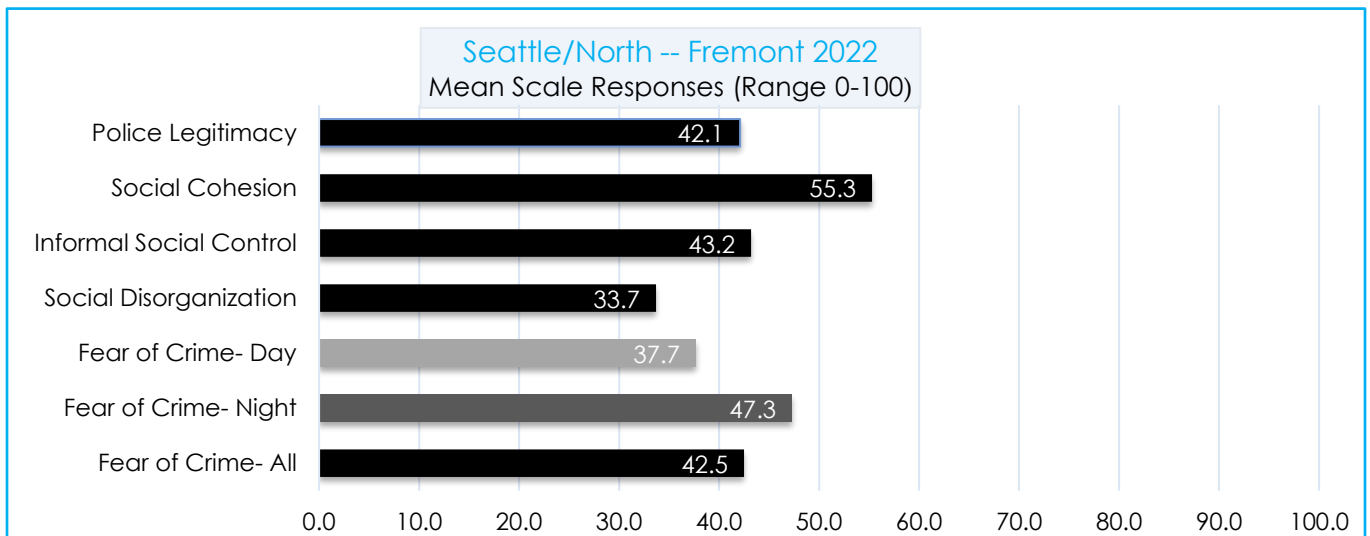 Seattle/North -- Fremont 2022
Mean Scale Responses (Range 0-100)
Police Legitimacy 42.1
Social Cohesion 55.3
Informal Social Control 43.2
Social Disorganization 33.7
Fear of Crime- Day 37.7
Fear of Crime- Night 47.3
Fear of Crime- All 42.5
0.0 10.0 20.0 30.0 40.0 50.0 60.0 70.0 80.0 90.0 100.0